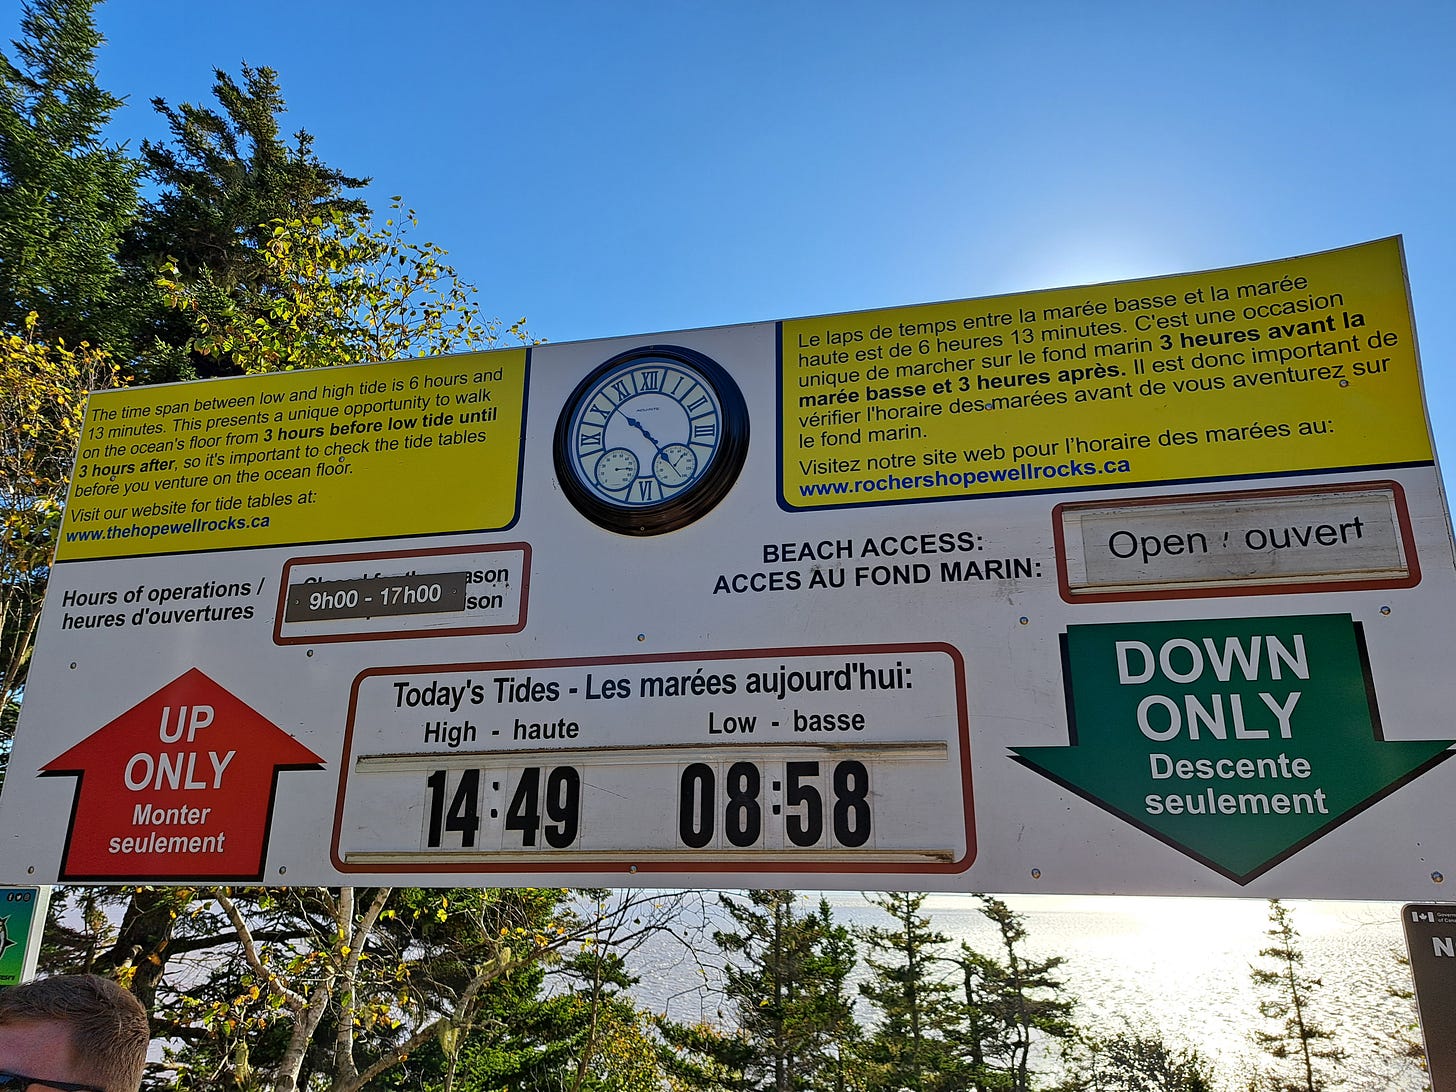 The time span between low and high tide is 6 hours and
13 minutes. This presents a unique opportunity to walk
on the ocean's floor from 3 hours before low tide until
3 hours after, so it's important to check the tide tables
before you venture on the ocean floor.
Visit our website for tide tables at:
www.thehopewellrocks.ca
XII
I
II
III
VI
IX
X
XI
ACURITE
Le laps de temps entre la marée basse et la marée
haute est de 6 heures 13 minutes. C'est une occasion
unique de marcher sur le fond marin 3 heures avant la
marée basse et 3 heures après. Il est donc important de
vérifier l'horaire des marées avant de vous aventurez sur
le fond marin.
Visitez notre site web pour l'horaire des marées au:
www.rochershopewellrocks.ca
Hours of operations /
heures d'ouvertures
9h00 - 17h00
BEACH ACCESS:
ACCES AU FOND MARIN:
Open / ouvert
UP
ONLY
Monter
seulement
Today's Tides - Les marées aujourd'hui:
High - haute
Low - basse
14:49
08:58
DOWN
ONLY
Descente
seulement